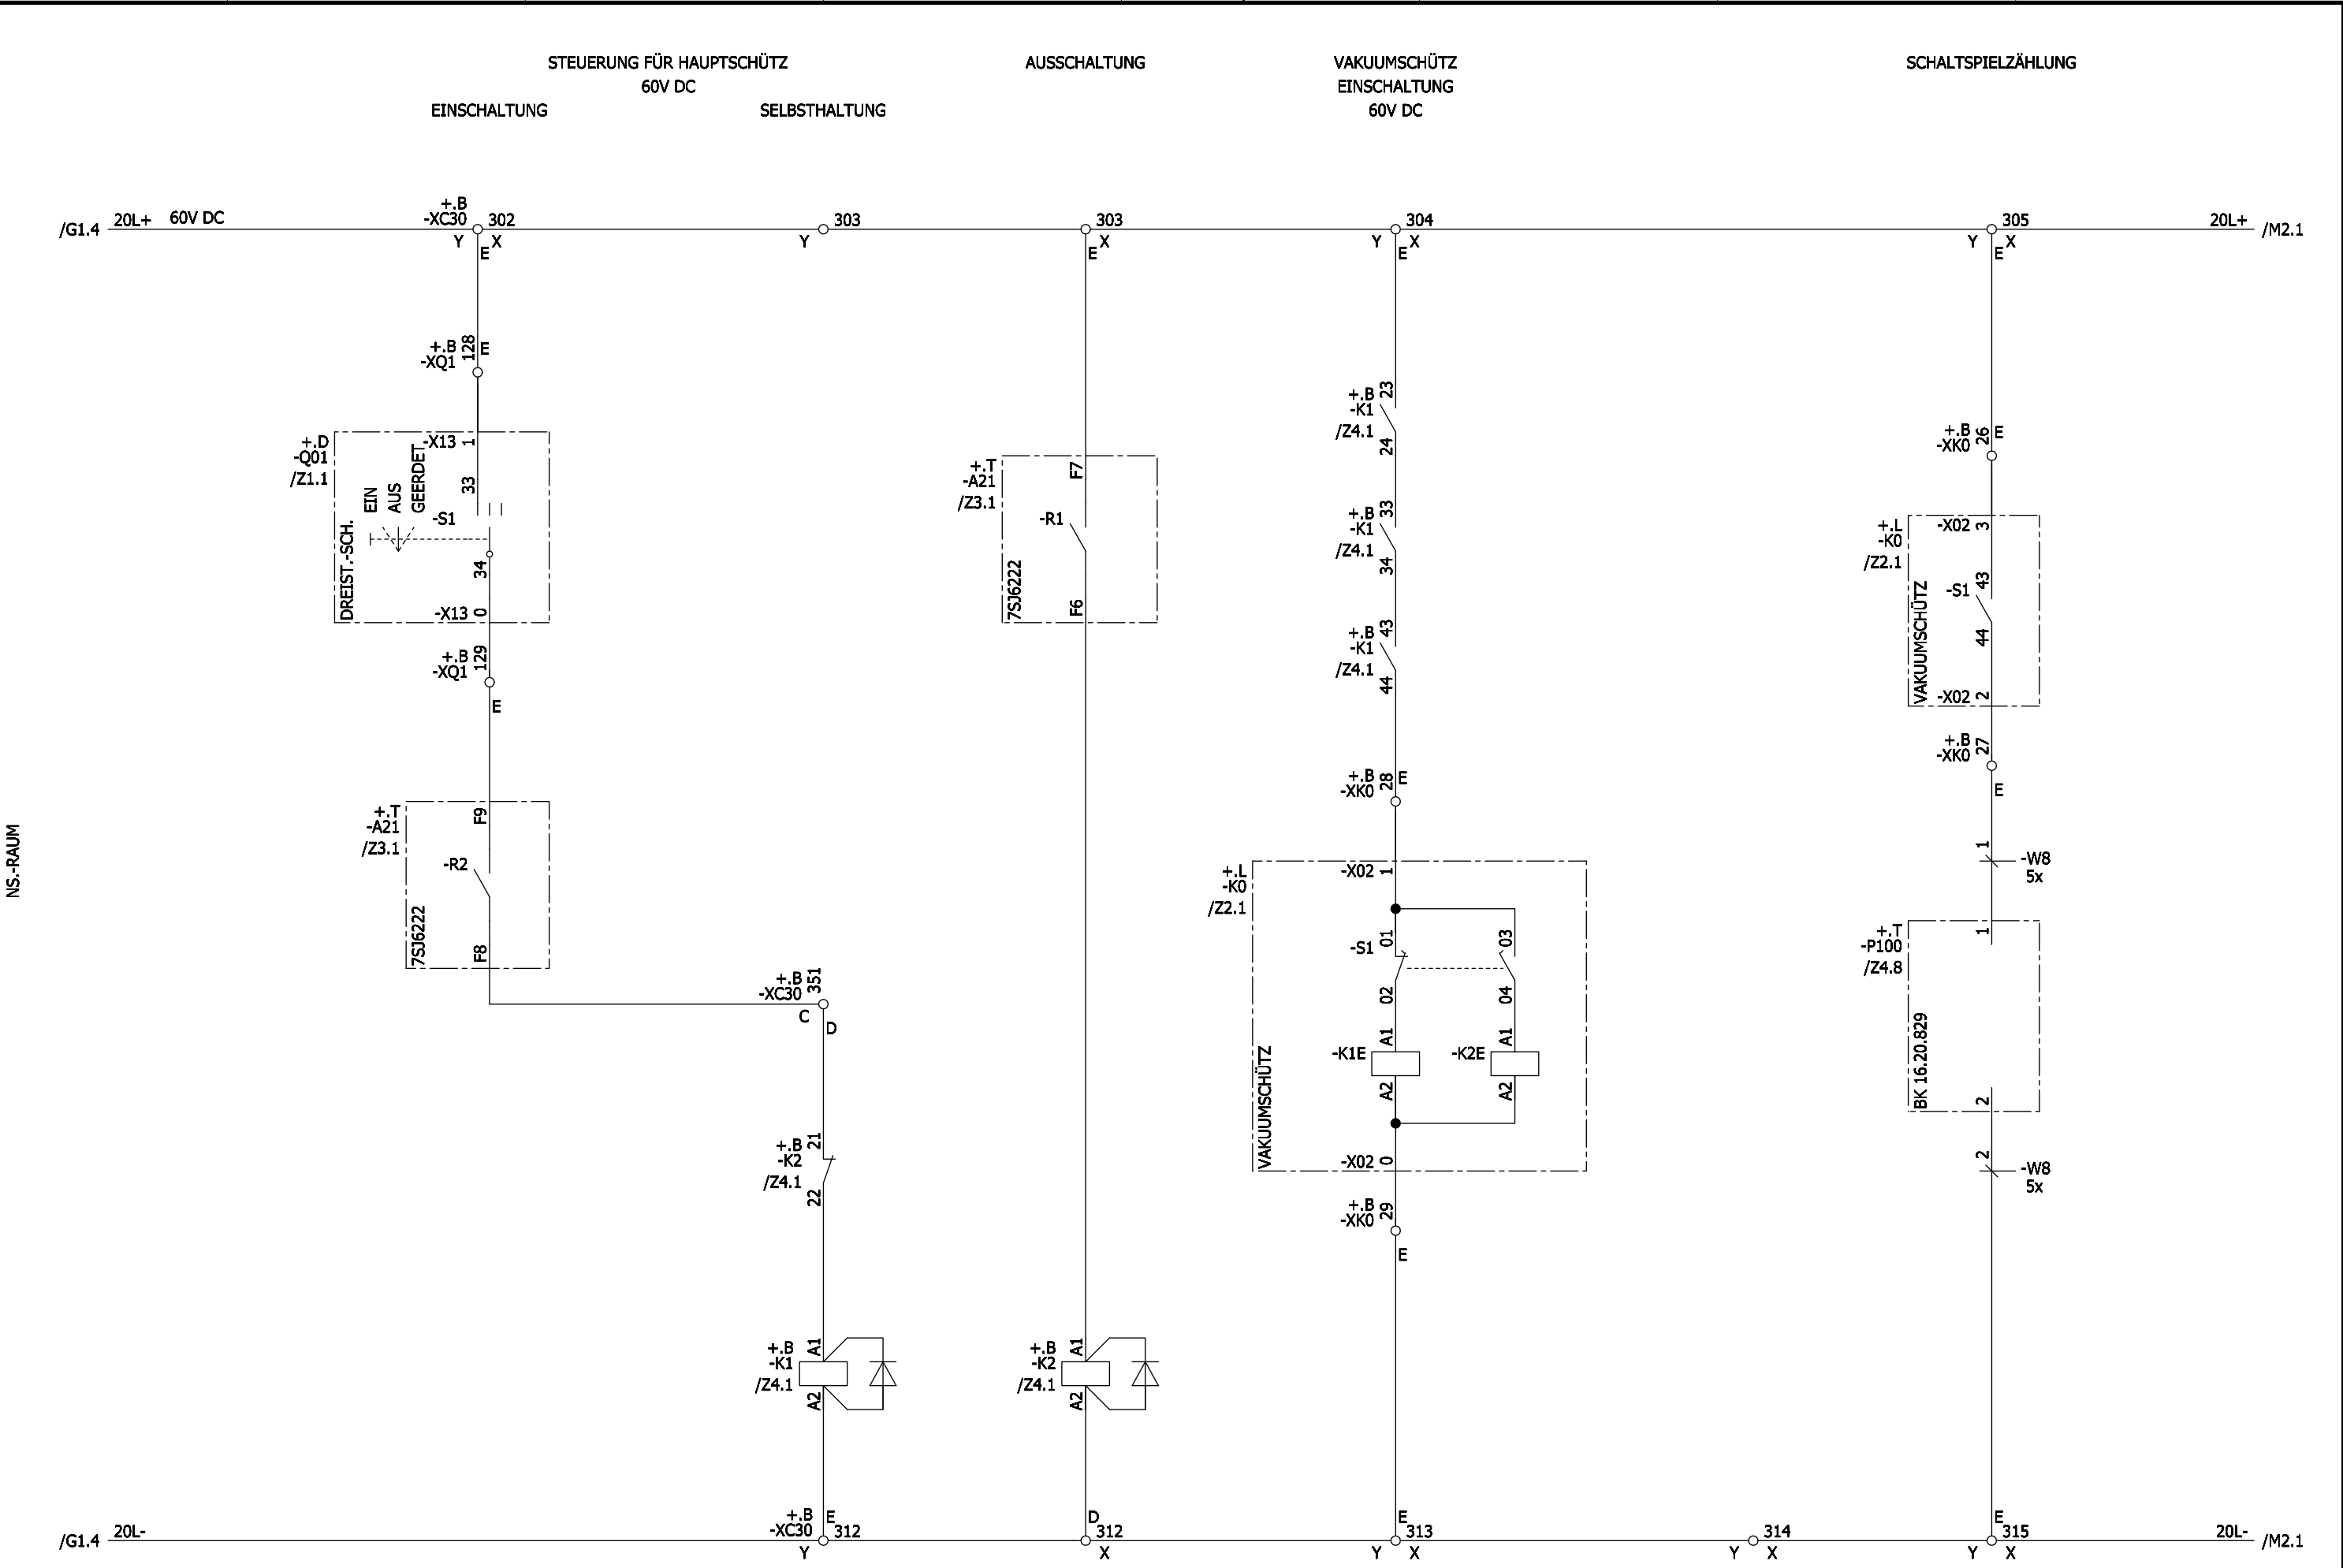 STEUERUNG FÜR HAUPTSCHÜTZ
60V DC
EINSCHALTUNG
SELBSTHALTUNG
AUSSCHALTUNG
VAKUUMSCHÜTZ
EINSCHALTUNG
60V DC
SCHALTSPIELZÄHLUNG
/G1.4
20L+
60V DC
+.B
-XC30
302
Y
X
E
303
Y
303
X
E
304
Y
X
E
305
Y
X
E
20L+
/M2.1
+.B
-XQ1
128
E
+.D
-Q01
/Z1.1
DREIST.-SCH.
EIN
AUS
GEERDET
-X13
1
33
-S1
34
-X13
0
+.B
-XQ1
129
E
+.T
-A21
/Z3.1
7SJ6222
F9
-R2
F8
+.B
-XC30
351
C
D
+.B
-K2
/Z4.1
21
22
+.B
-K1
/Z4.1
A1
A2
+.T
-A21
/Z3.1
7SJ6222
F7
-R1
F6
+.B
-K2
/Z4.1
A1
A2
+.B
-K1
/Z4.1
23
24
+.B
-K1
/Z4.1
33
34
+.B
-K1
/Z4.1
43
44
+.B
-XK0
28
E
+.L
-K0
/Z2.1
VAKUUMSCHÜTZ
-X02
1
-S1
01
02
03
04
-K1E
A1
A2
-K2E
A1
A2
-X02
0
+.B
-XK0
29
E
+.B
-XK0
26
E
+.L
-K0
/Z2.1
VAKUUMSCHÜTZ
-X02
3
-S1
43
44
-X02
2
+.B
-XK0
27
E
1
-W8
5x
+.T
-P100
/Z4.8
BK 16.20.829
1
2
2
-W8
5x
NS.-RAUM
/G1.4
20L-
+.B
-XC30
E
312
Y
D
312
X
E
313
Y
X
314
Y
X
E
315
Y
X
20L-
/M2.1